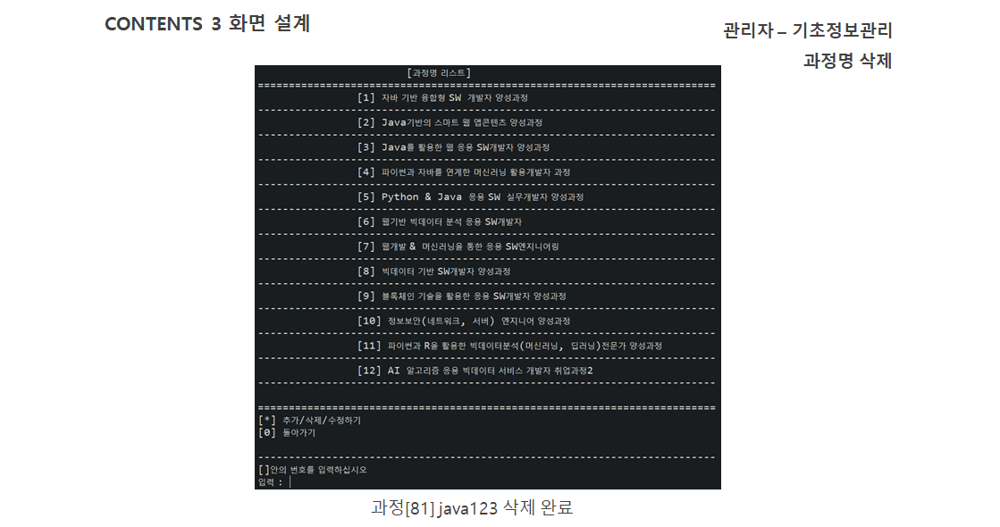 CONTENTS 3 화면 설계
관리자 – 기초정보관리
과정명 삭제
[과정명 리스트]
[1] 자바 기반 융합형 SW 개발자 양성과정
[2] Java기반의 스마트 웹 앱콘텐츠 양성과정
[3] Java를 활용한 웹 응용 SW개발자 양성과정
[4] 파이썬과 자바를 연계한 머신러닝 활용개발자 과정
[5] Python & Java 응용 SW 실무개발자 양성과정
[6] 웹기반 빅데이터 분석 응용 SW개발자
[7] 웹개발 & 머신러닝을 통한 응용 SW엔지니어링
[8] 빅데이터 기반 SW개발자 양성과정
[9] 블록체인 기술을 활용한 응용 SW개발자 양성과정
[10] 정보보안(네트워크, 서버) 엔지니어 양성과정
[11] 파이썬과 R을 활용한 빅데이터분석(머신러닝, 딥러닝)전문가 양성과정
[12] AI 알고리즘 응용 빅데이터 서비스 개발자 취업과정2
[*] 추가/삭제/수정하기
[0] 돌아가기
[]안의 번호를 입력하십시오
입력 :
과정[81] java123 삭제 완료